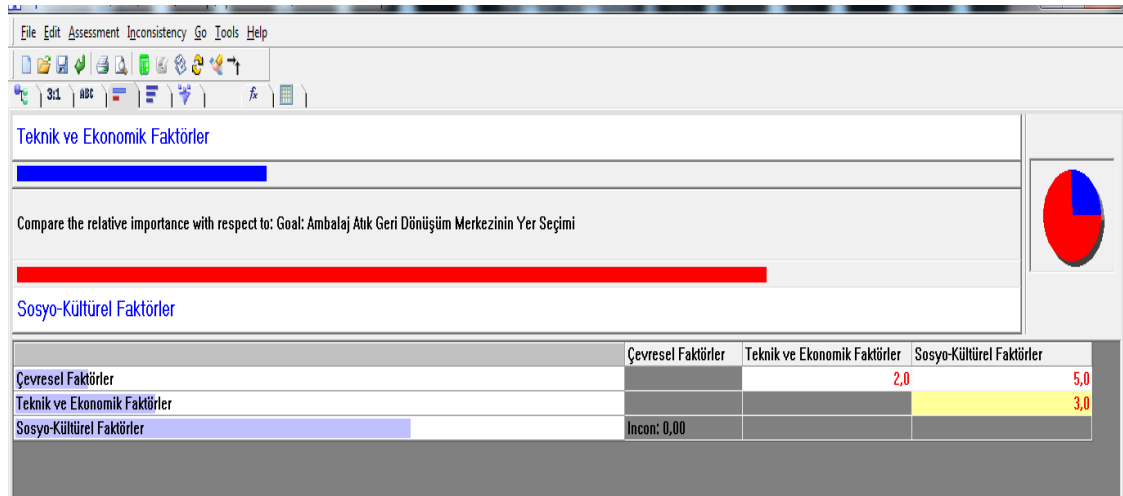 File Edit Assessment Inconsistency Go Tools Help
3:1 ABC fx
Teknik ve Ekonomik Faktörler
Compare the relative importance with respect to: Goal: Ambalaj Atık Geri Dönüşüm Merkezinin Yer Seçimi
Sosyo-Kültürel Faktörler
Çevresel Faktörler Teknik ve Ekonomik Faktörler Sosyo-Kültürel Faktörler
Çevresel Faktörler 2,0 5,0
Teknik ve Ekonomik Faktörler 3,0
Sosyo-Kültürel Faktörler Incon: 0,00